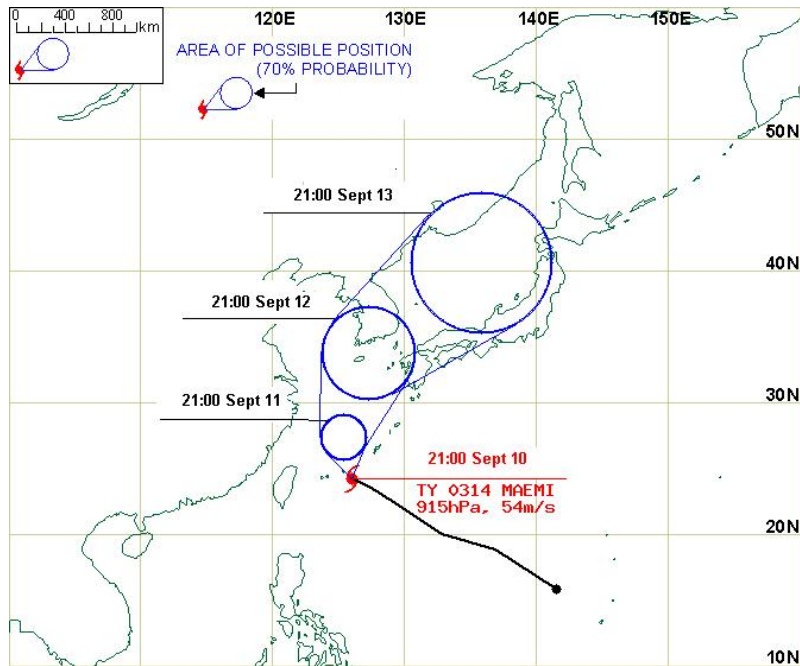 0 400 800
km
120E 130E 140E 150E
AREA OF POSSIBLE POSITION
(70% PROBABILITY)
50N
21:00 Sept 13
40N
21:00 Sept 12
21:00 Sept 11
30N
21:00 Sept 10
TY 0314 MAEMI
915hPa, 54m/s
20N
10N